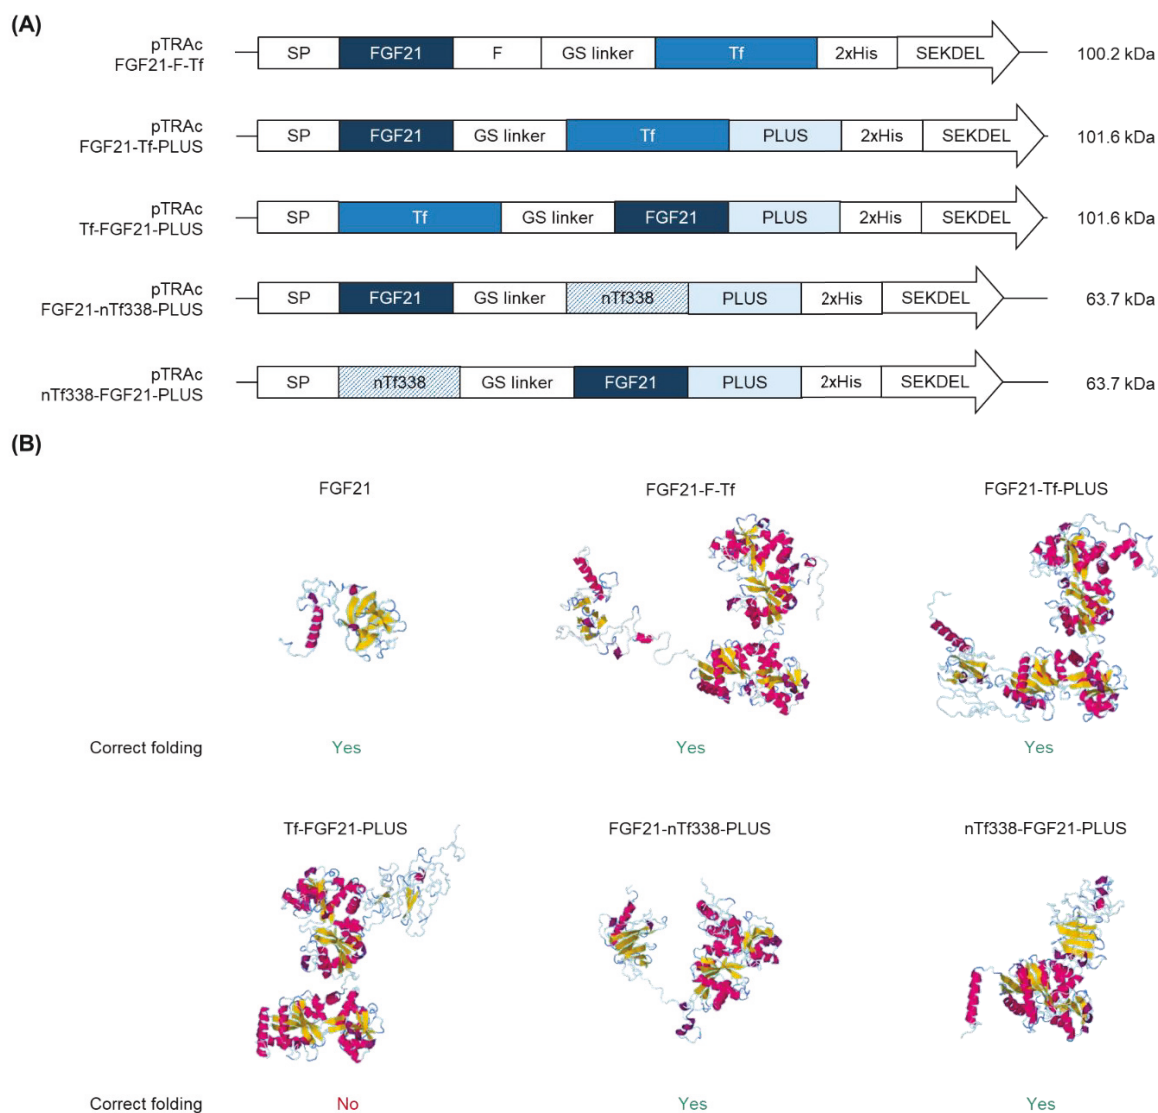 (A)
pTRAc
FGF21-F-Tf
SP FGF21 F GS linker Tf 2xHis SEKDEL 100.2 kDa
pTRAc
FGF21-Tf-PLUS
SP FGF21 GS linker Tf PLUS 2xHis SEKDEL 101.6 kDa
pTRAc
Tf-FGF21-PLUS
SP Tf GS linker FGF21 PLUS 2xHis SEKDEL 101.6 kDa
pTRAc
FGF21-nTf338-PLUS
SP FGF21 GS linker nTf338 PLUS 2xHis SEKDEL 63.7 kDa
pTRAc
nTf338-FGF21-PLUS
SP nTf338 GS linker FGF21 PLUS 2xHis SEKDEL 63.7 kDa
(B)
FGF21 FGF21-F-Tf FGF21-Tf-PLUS
Correct folding Yes Yes Yes
Tf-FGF21-PLUS FGF21-nTf338-PLUS nTf338-FGF21-PLUS
Correct folding No Yes Yes